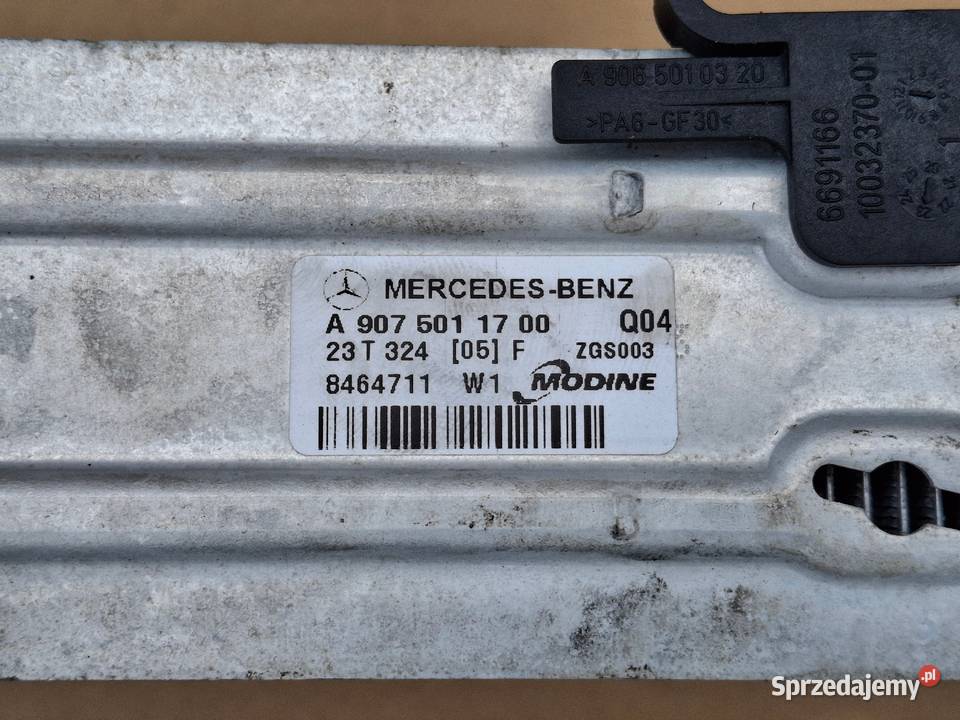 A 906 501 03 20
>PA6-GF30<
6691166
10032370-01
1
MERCEDES-BENZ
A 907 501 17 00 Q04
23 T 324 [05] F ZGS003
8464711 W1 MODINE
Sprzedajemy.pl